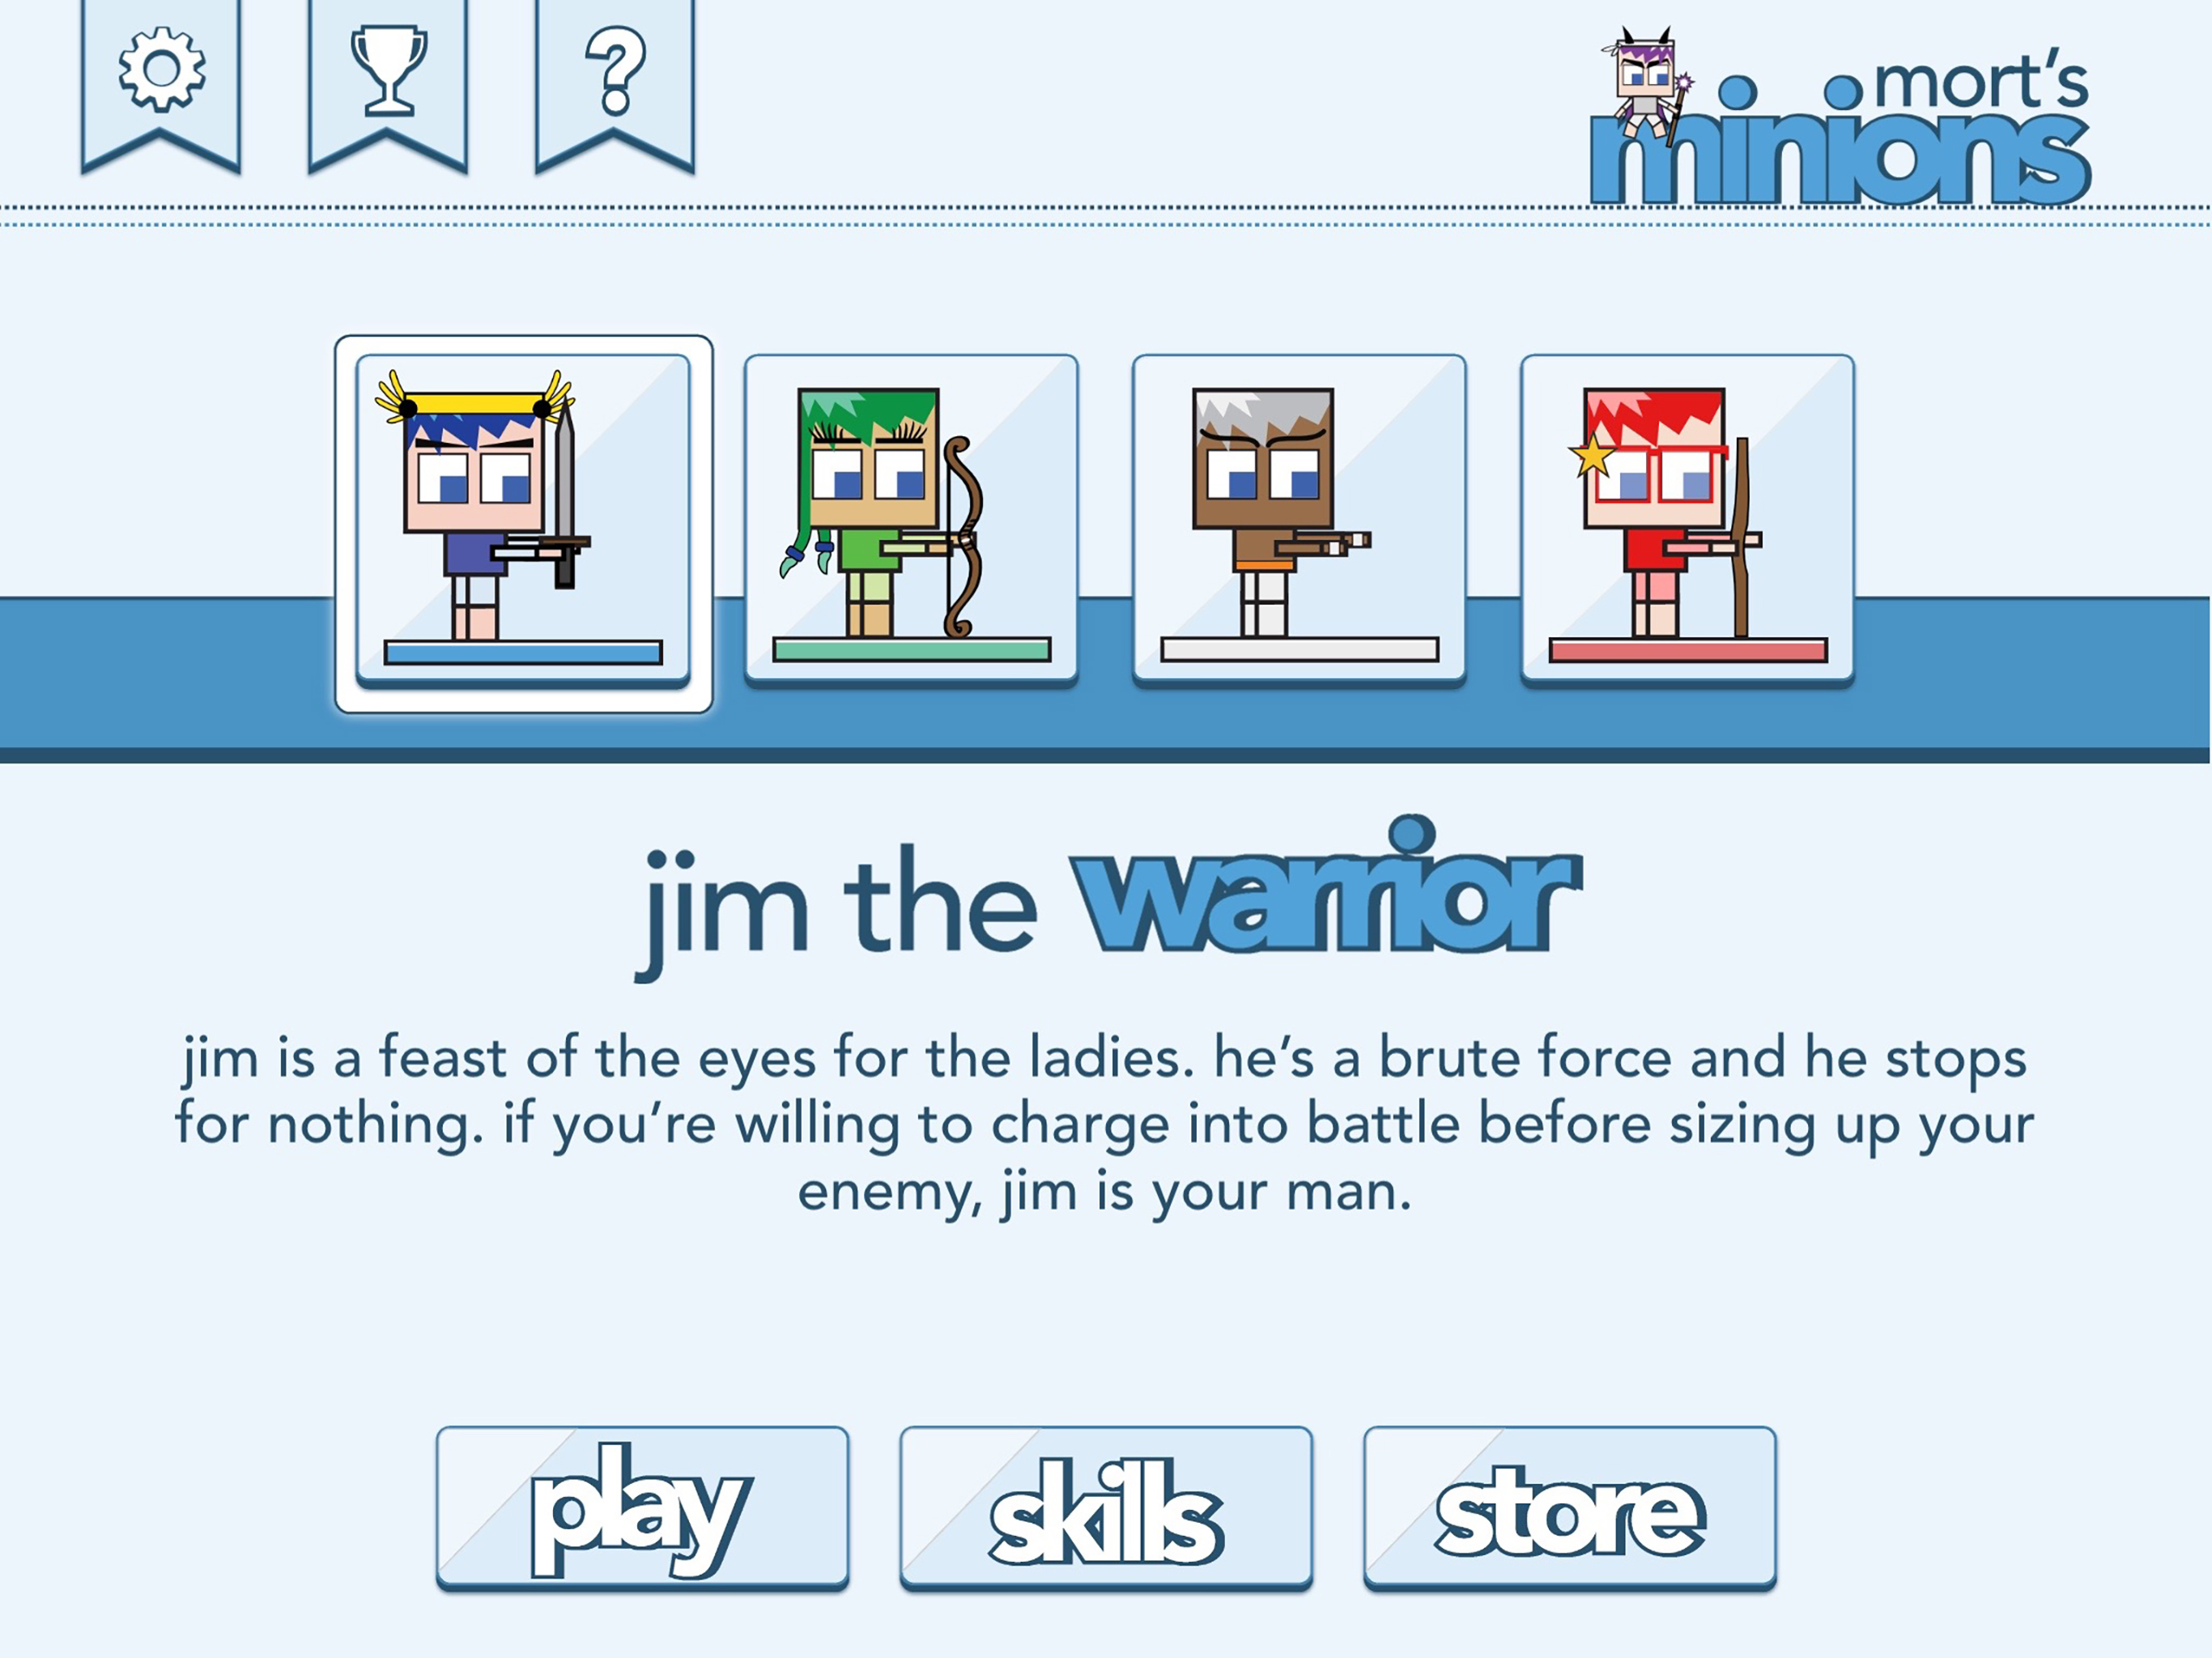 mort's
minions
jim the warrior
jim is a feast of the eyes for the ladies. he's a brute force and he stops
for nothing. if you're willing to charge into battle before sizing up your
enemy, jim is your man.
play skills store